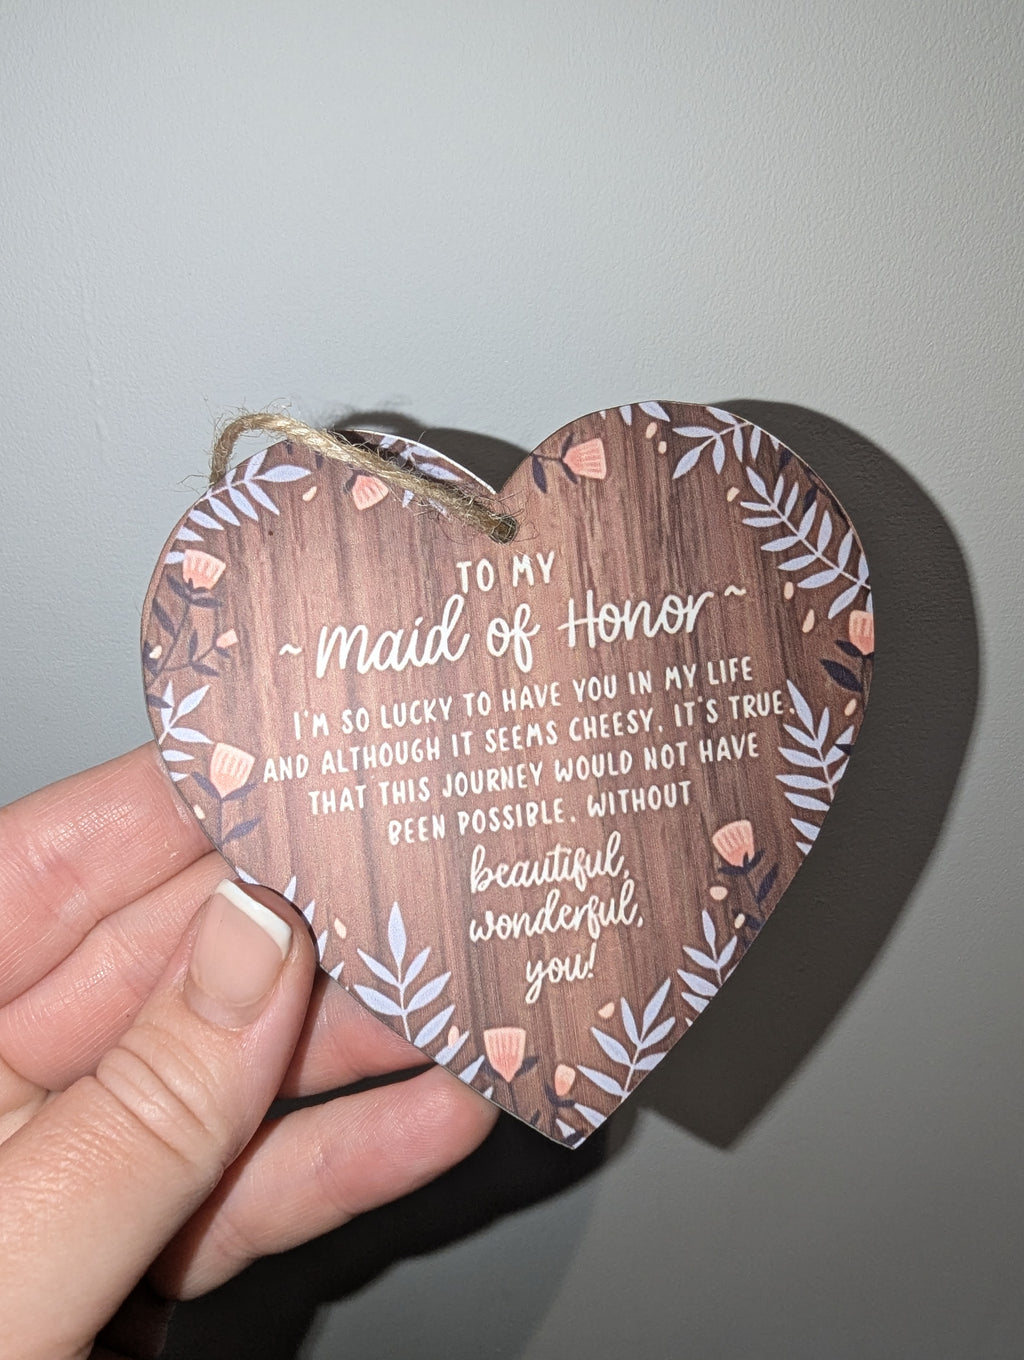 TO MY
~ Maid of Honor ~
I'M SO LUCKY TO HAVE YOU IN MY LIFE
AND ALTHOUGH IT SEEMS CHEESY, IT'S TRUE,
THAT THIS JOURNEY WOULD NOT HAVE
BEEN POSSIBLE, WITHOUT
beautiful,
wonderful,
you!